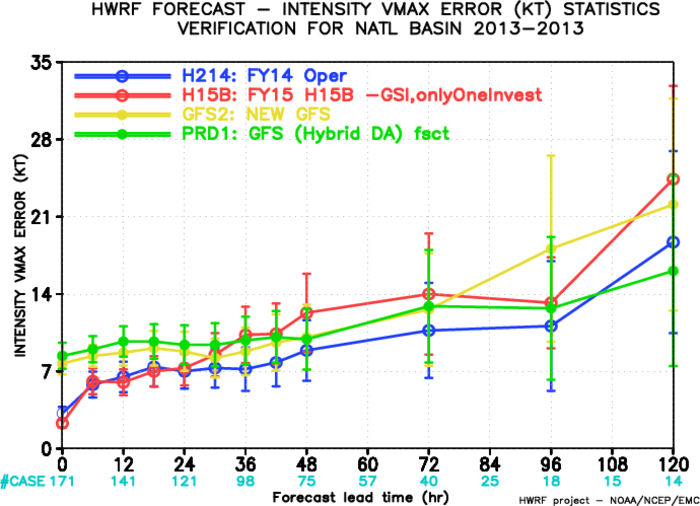 HWRF FORECAST – INTENSITY VMAX ERROR (KT) STATISTICS
VERIFICATION FOR NATL BASIN 2013–2013
INTENSITY VMAX ERROR (KT)
35
28
21
14
7
0
H214: FY14 Oper
H15B: FY15 H15B –GSI,onlyOneInvest
GFS2: NEW GFS
PRD1: GFS (Hybrid DA) fsct
0 12 24 36 48 60 72 84 96 108 120
#CASE 171 141 121 98 75 57 40 25 18 15 14
Forecast lead time (hr)
HWRF project – NOAA/NCEP/EMC